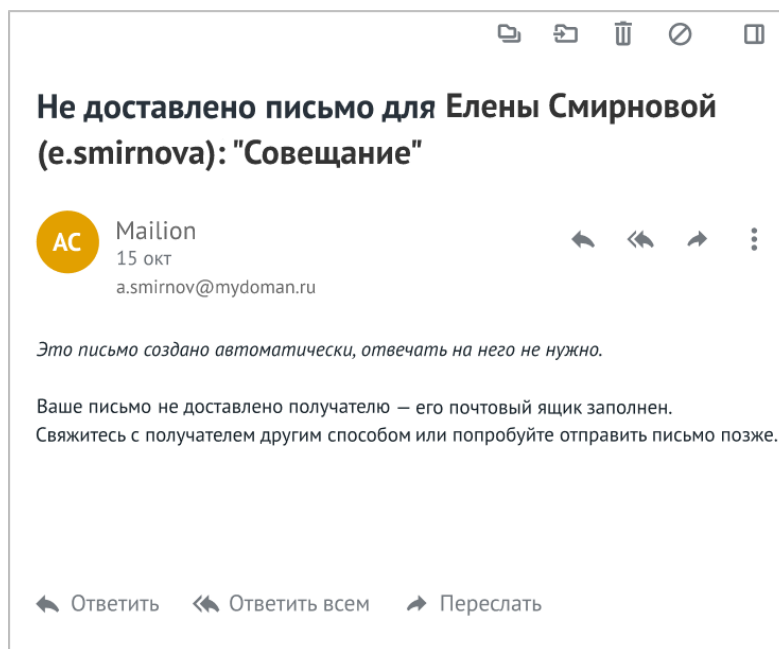 Не доставлено письмо для Елены Смирновой
(e.smirnova): "Совещание"
АС
Mailion
15 окт
a.smirnov@mydoman.ru
Это письмо создано автоматически, отвечать на него не нужно.
Ваше письмо не доставлено получателю — его почтовый ящик заполнен.
Свяжитесь с получателем другим способом или попробуйте отправить письмо позже.
Ответить Ответить всем Переслать